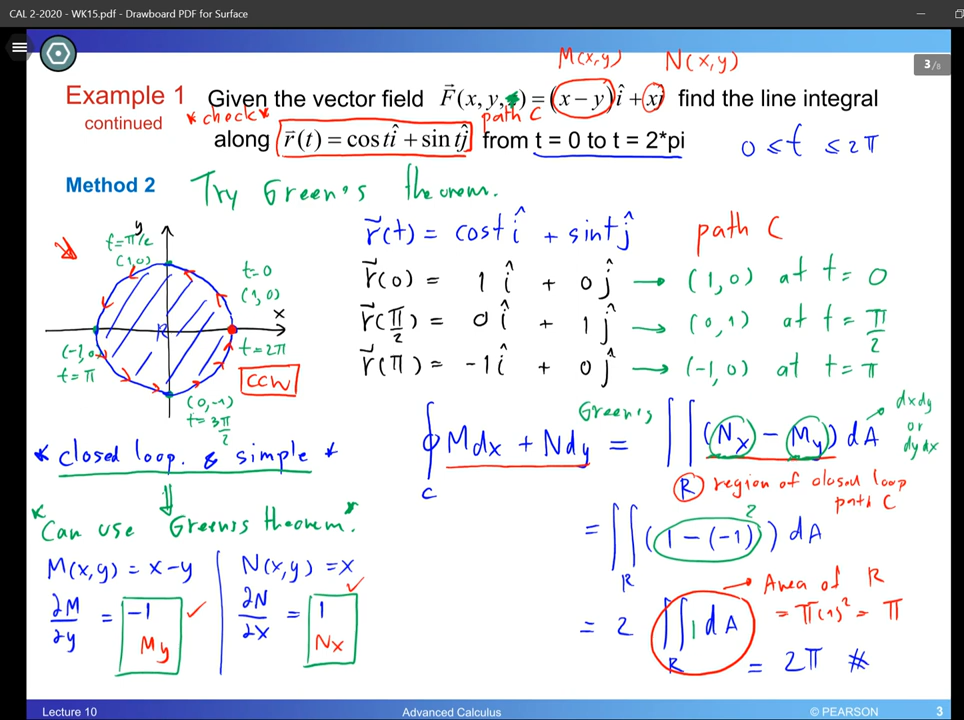 CAL 2-2020 - WK15.pdf - Drawboard PDF for Surface
3/8
M(x,y) N(x,y)
Example 1 Given the vector field F⃗(x, y, ) = (x − y)î + xĵ find the line integral
continued * check * path C
along r⃗(t) = cos tî + sin tĵ from t = 0 to t = 2*pi 0 ≤ t ≤ 2π
Method 2 Try Green's theorem.
r⃗(t) = cost î + sint ĵ path C
r⃗(0) = 1 î + 0 ĵ → (1, 0) at t = 0
r⃗(π/2) = 0 î + 1 ĵ → (0, 1) at t = π/2
r⃗(π) = -1 î + 0 ĵ → (-1, 0) at t = π
y
t=π/2
(1,0)
t=0
(1,0)
x
R
(-1,0)
t=π
t=2π
CCW
(0,-1)
t=3π/2
* closed loop. & simple *
⇓
* Can use Green's theorem. *
M(x,y) = x-y | N(x,y) = x
∂M/∂y = -1 ✓ | ∂N/∂x = 1 ✓
My | Nx
∮ Mdx + Ndy = ∬ (Nx − My) dA
C
Green's
dxdy
or
dydx
R region of closed loop
path C
= ∬ (1 − (-1)) dA
R
2
= 2 ∬ 1 dA
R
→ Area of R
= π(1)² = π
= 2π #
Lecture 10 Advanced Calculus © PEARSON 3